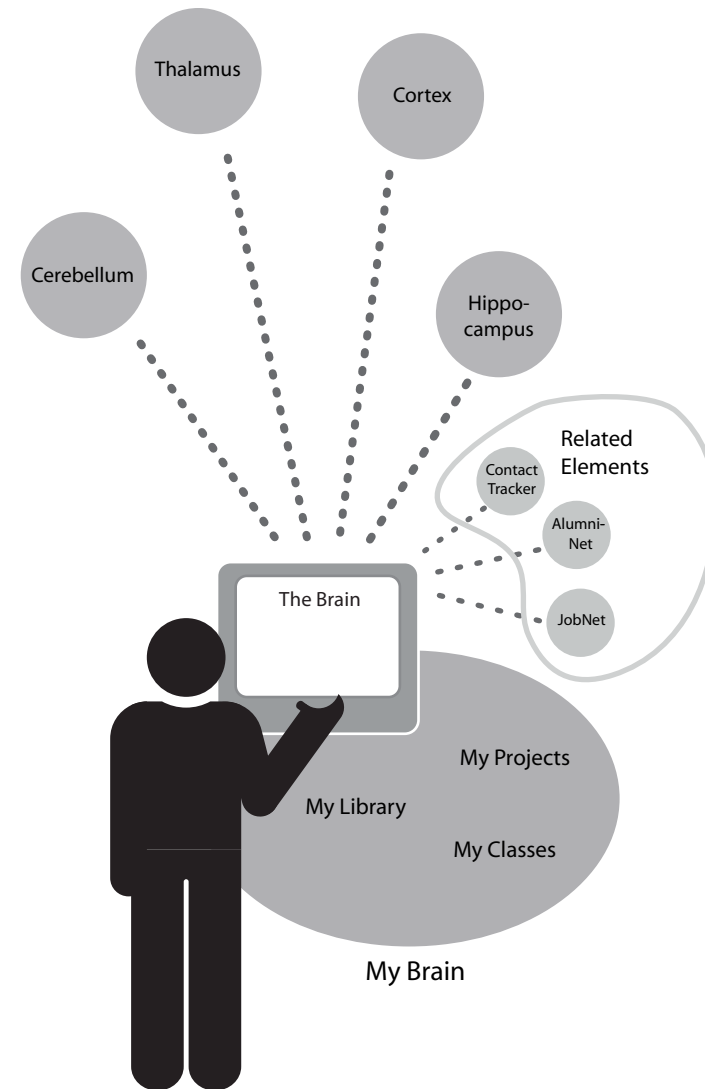 Thalamus
Cortex
Cerebellum
Hippo-
campus
Related
Elements
Contact
Tracker
Alumni-
Net
JobNet
The Brain
My Projects
My Library
My Classes
My Brain